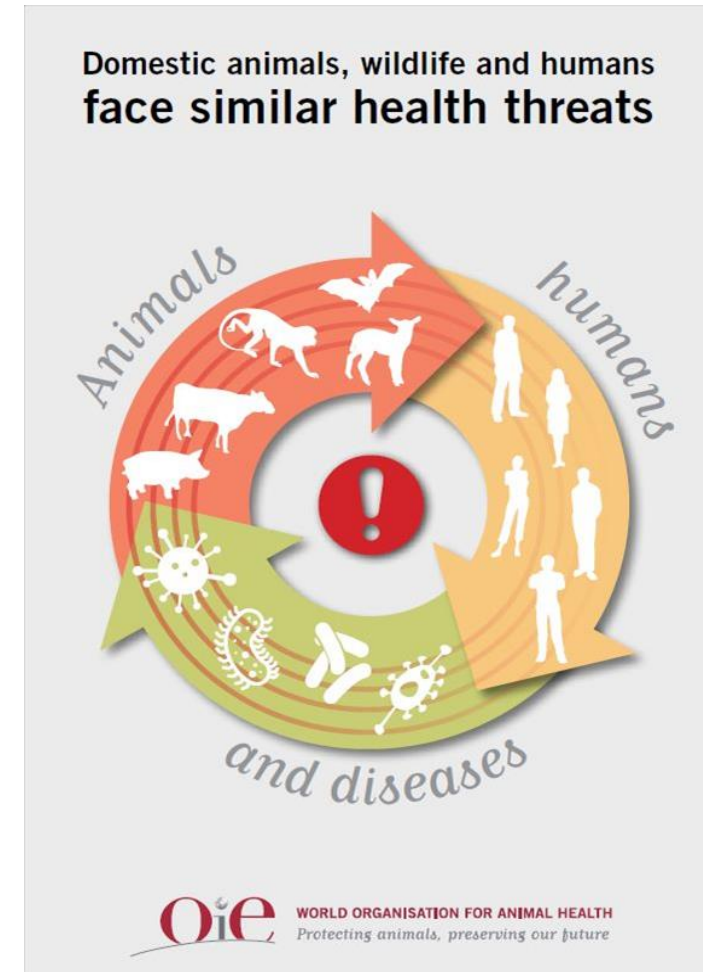 Domestic animals, wildlife and humans
face similar health threats
Animals
humans
and diseases
OiE
WORLD ORGANISATION FOR ANIMAL HEALTH
Protecting animals, preserving our future